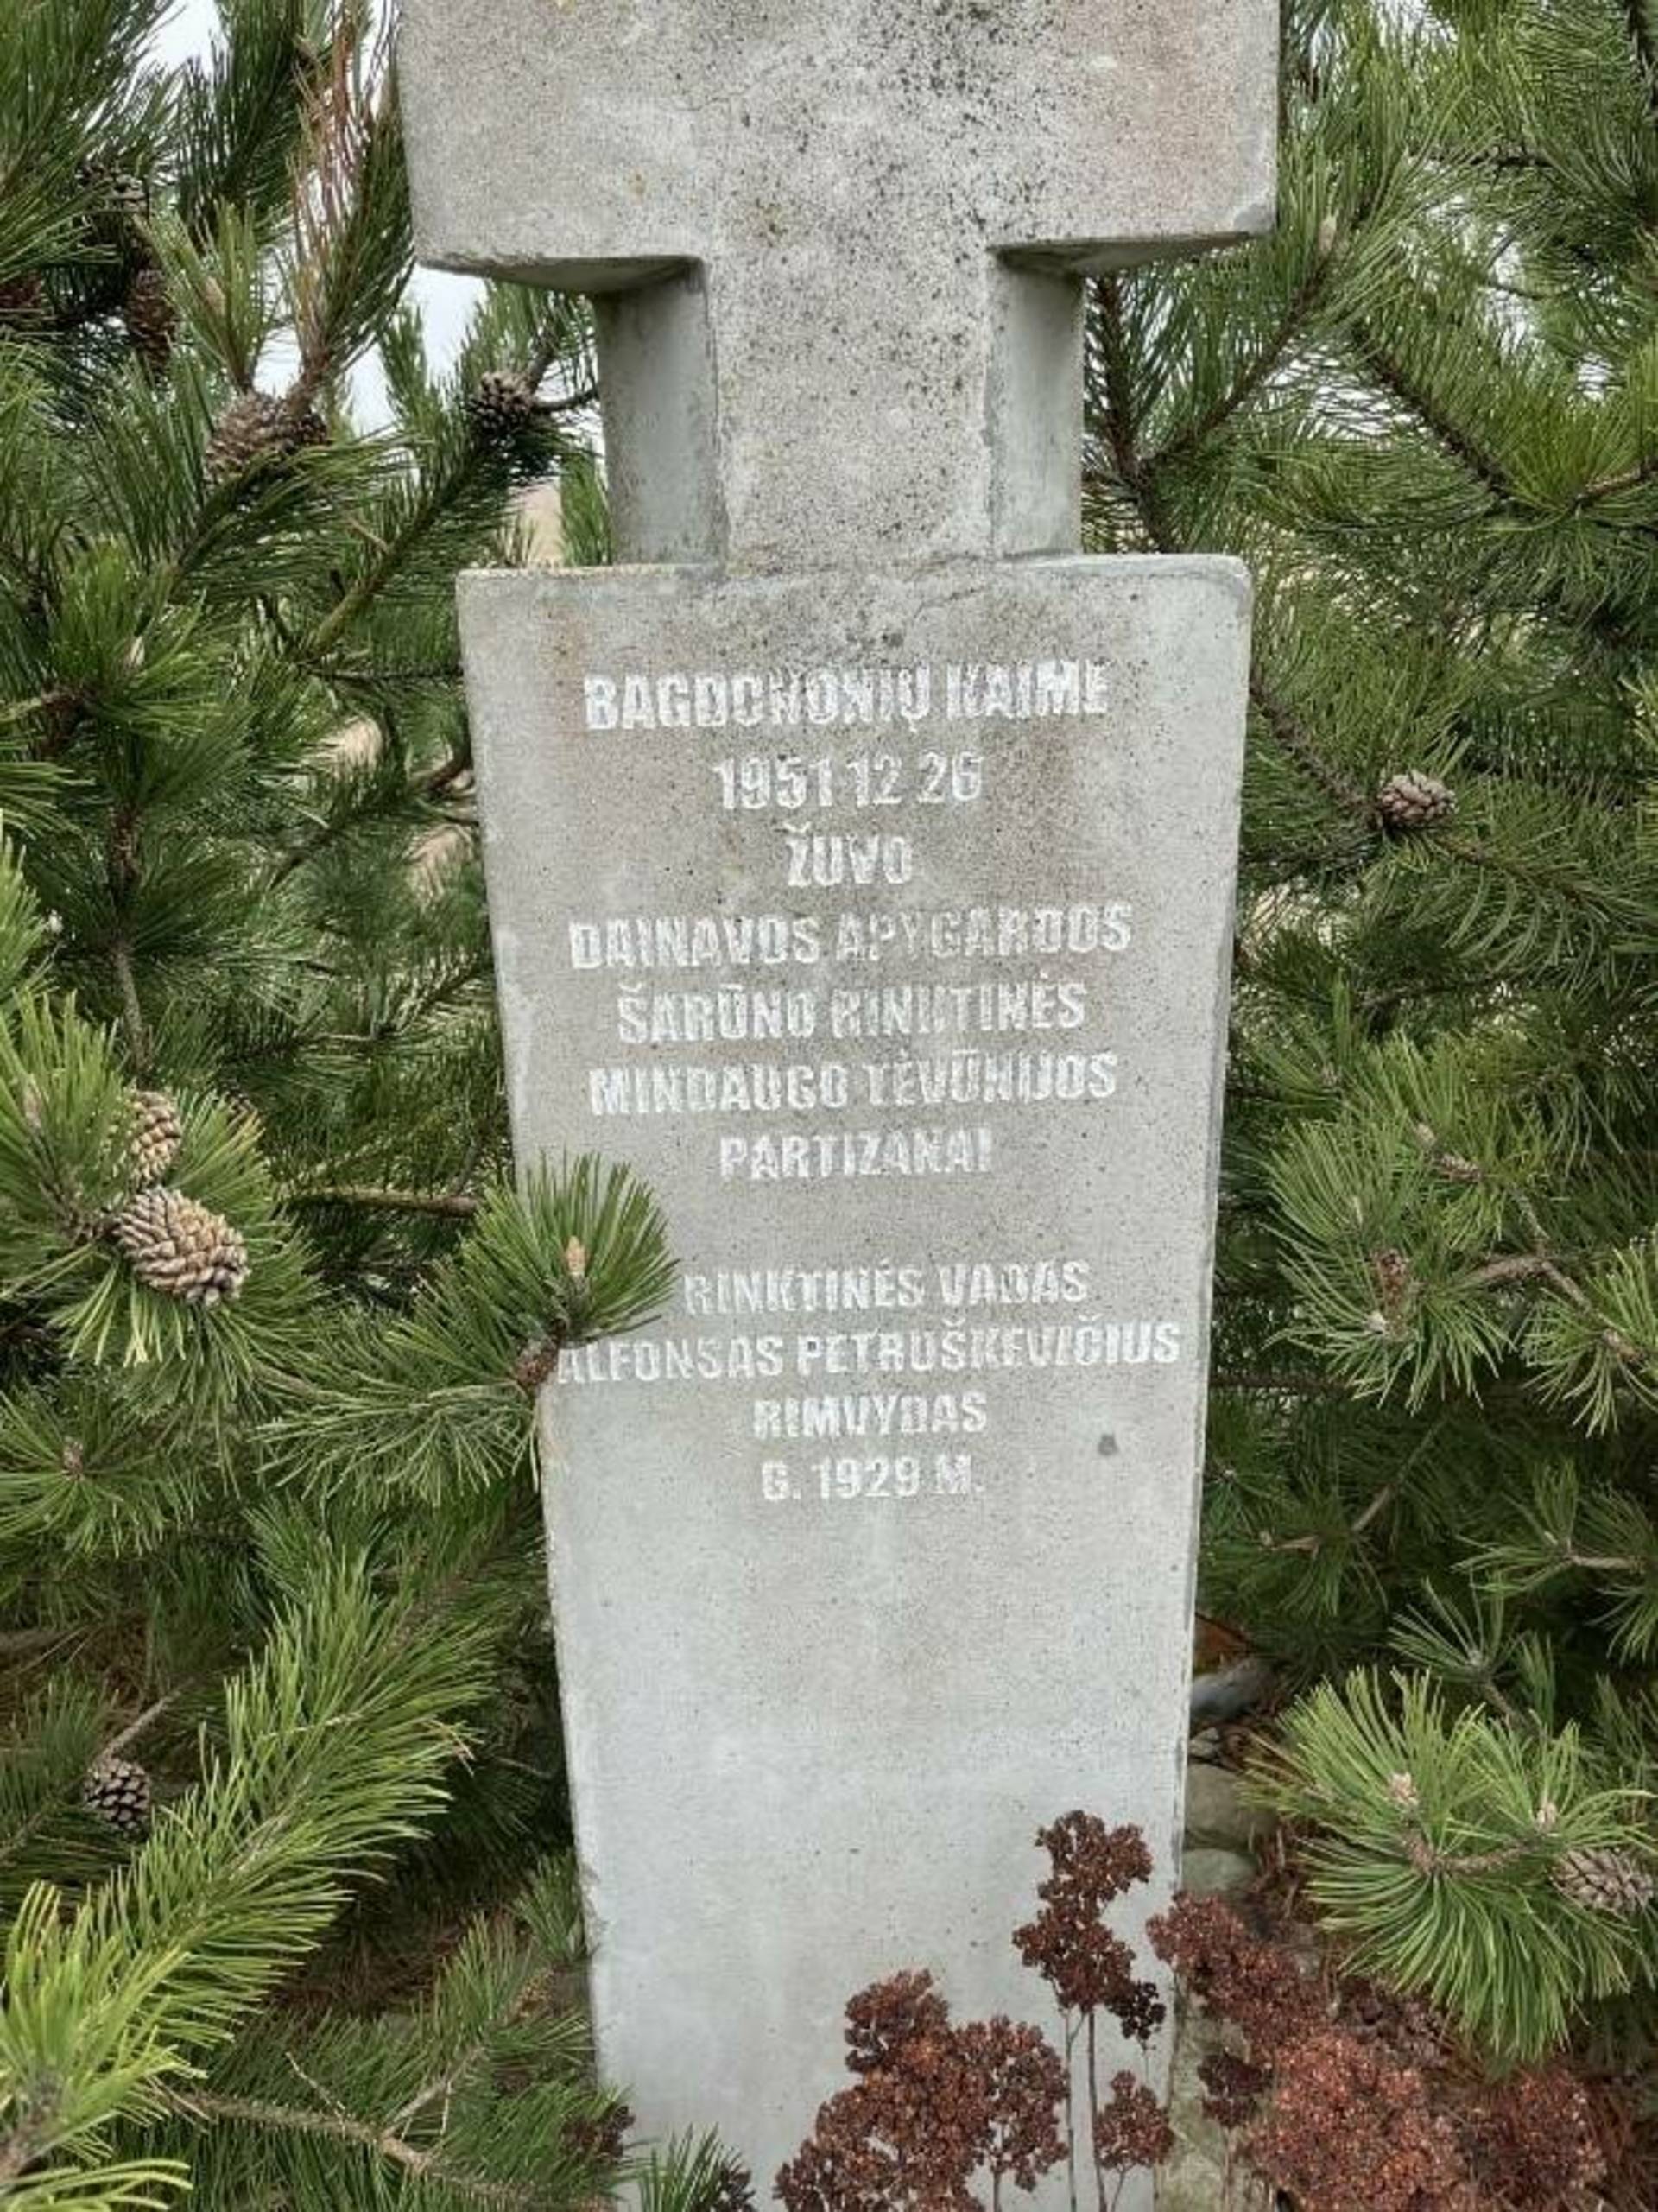 BAGDONONIŲ KAIME
1951 12 26
ŽUVO
DAINAVOS APYGARDOS
ŠARŪNO RINKTINĖS
MINDAUGO TĖVŪNIJOS
PARTIZANAI
RINKTINĖS VADAS
ALFONSAS PETRUŠKEVIČIUS
RIMVYDAS
G. 1929 M.